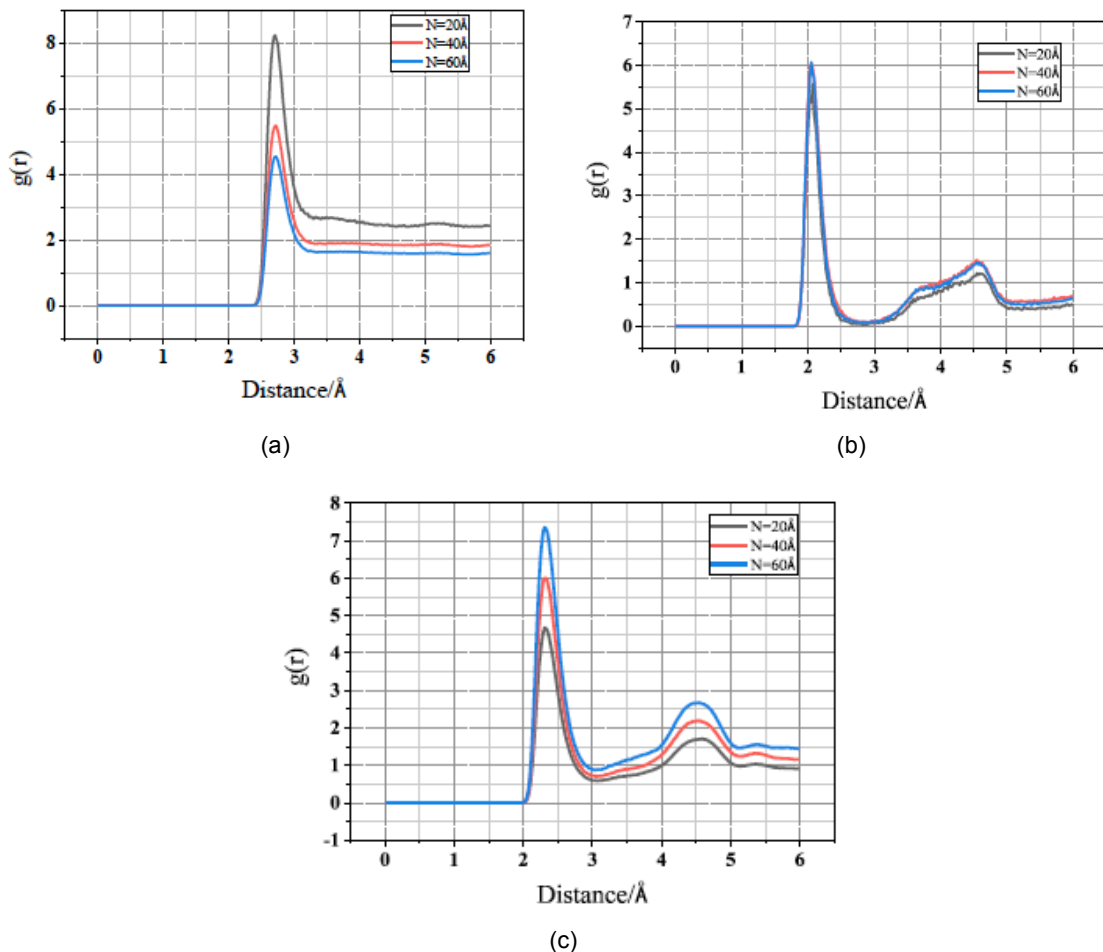 N=20Å
N=40Å
N=60Å
8
6
4
2
0
g(r)
0 1 2 3 4 5 6
Distance/Å
(a)
N=20Å
N=40Å
N=60Å
7
6
5
4
3
2
1
0
g(r)
0 1 2 3 4 5 6
Distance/Å
(b)
N=20Å
N=40Å
N=60Å
8
7
6
5
4
3
2
1
0
-1
g(r)
0 1 2 3 4 5 6
Distance/Å
(c)